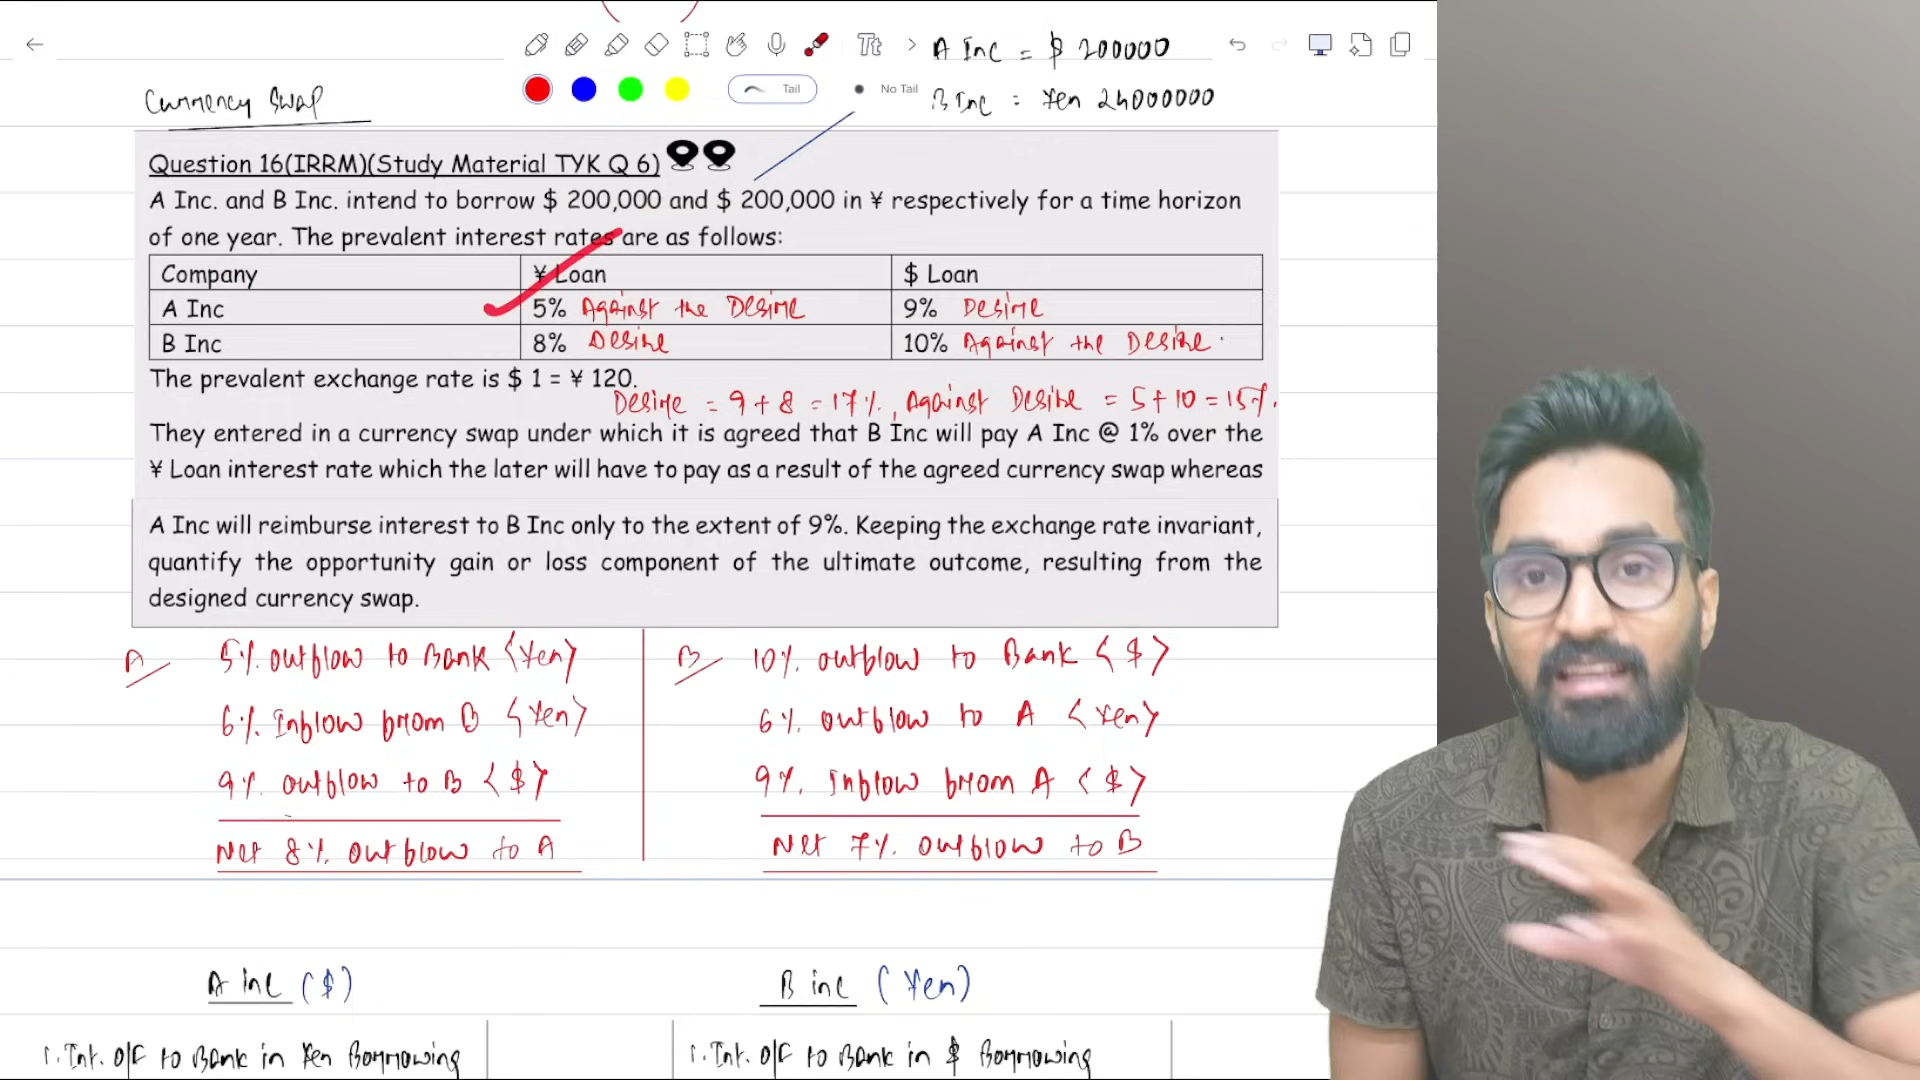 Tt
A Inc = $ 200000
Currency Swap
Tail
No Tail
B Inc = Yen 24000000
Question 16(IRRM)(Study Material TYK Q 6)
A Inc. and B Inc. intend to borrow $ 200,000 and $ 200,000 in ¥ respectively for a time horizon
of one year. The prevalent interest rates are as follows:
Company ¥ Loan $ Loan
A Inc 5% Against the Desire 9% Desire
B Inc 8% Desire 10% Against the Desire
The prevalent exchange rate is $ 1 = ¥ 120.
Desire = 9 + 8 = 17%, Against Desire = 5 + 10 = 15%.
They entered in a currency swap under which it is agreed that B Inc will pay A Inc @ 1% over the
¥ Loan interest rate which the later will have to pay as a result of the agreed currency swap whereas
A Inc will reimburse interest to B Inc only to the extent of 9%. Keeping the exchange rate invariant,
quantify the opportunity gain or loss component of the ultimate outcome, resulting from the
designed currency swap.
A 5% outflow to Bank <Yen>
6% Inflow from B <Yen>
9% outflow to B <$>
Net 8% outflow to A
B 10% outflow to Bank <$>
6% outflow to A <Yen>
9% Inflow from A <$>
Net 7% outflow to B
A Inc ($)
1. Int. O/F to Bank in Yen Borrowing
B inc (Yen)
1. Int. O/F to Bank in $ Borrowing